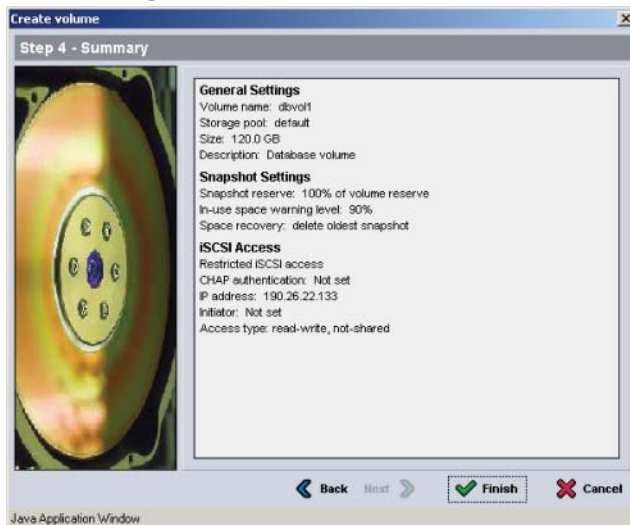 Create volume
Step 4 - Summary
General Settings
Volume name: dbvol1
Storage pool: default
Size: 120.0 GB
Description: Database volume
Snapshot Settings
Snapshot reserve: 100% of volume reserve
In-use space warning level: 90%
Space recovery: delete oldest snapshot
iSCSI Access
Restricted iSCSI access
CHAP authentication: Not set
IP address: 190.26.22.133
Initiator: Not set
Access type: read-write, not-shared
Back Next Finish Cancel
Java Application Window